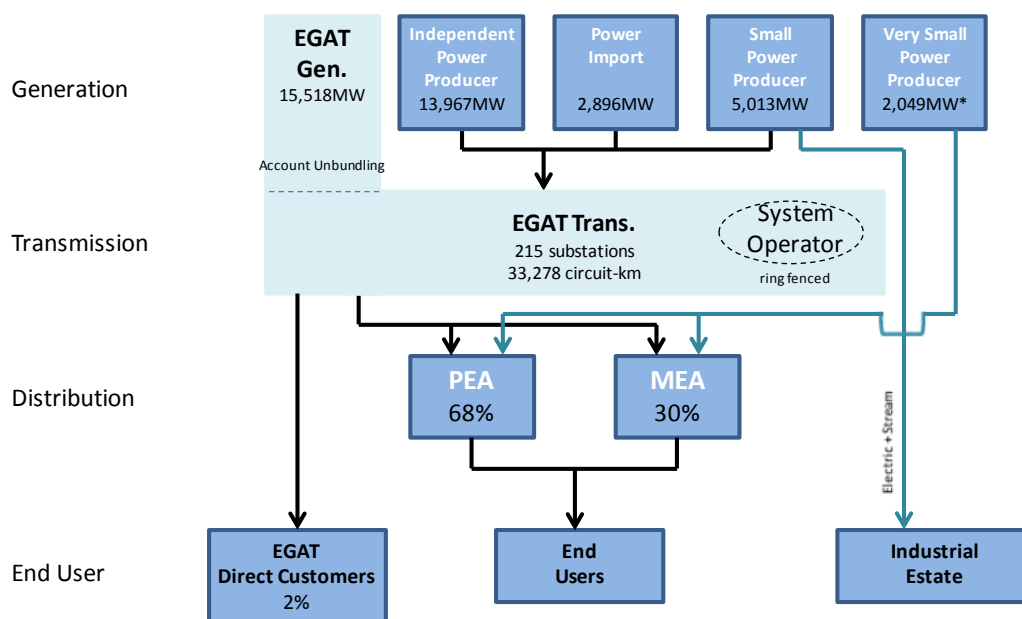 Generation
EGAT
Gen.
15,518MW
Account Unbundling
Independent
Power
Producer
13,967MW
Power
Import
2,896MW
Small
Power
Producer
5,013MW
Very Small
Power
Producer
2,049MW*
Transmission
EGAT Trans.
215 substations
33,278 circuit-km
System
Operator
ring fenced
Distribution
PEA
68%
MEA
30%
Electric + Stream
End User
EGAT
Direct Customers
2%
End
Users
Industrial
Estate